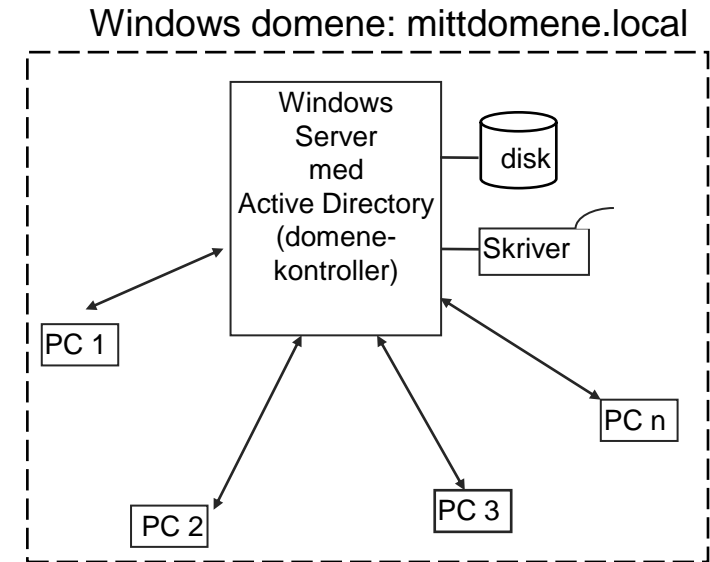 Windows domene: mittdomene.local
Windows
Server
med
Active Directory
(domene-
kontroller)
disk
Skriver
PC 1
PC n
PC 3
PC 2